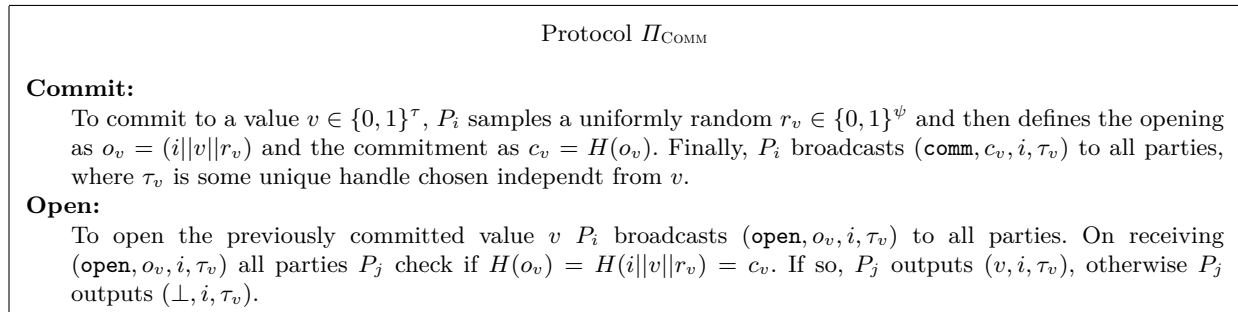 Protocol Π_COMM
Commit:
To commit to a value v ∈ {0, 1}^τ, P_i samples a uniformly random r_v ∈ {0, 1}^ψ and then defines the opening
as o_v = (i||v||r_v) and the commitment as c_v = H(o_v). Finally, P_i broadcasts (comm, c_v, i, τ_v) to all parties,
where τ_v is some unique handle chosen independt from v.
Open:
To open the previously committed value v P_i broadcasts (open, o_v, i, τ_v) to all parties. On receiving
(open, o_v, i, τ_v) all parties P_j check if H(o_v) = H(i||v||r_v) = c_v. If so, P_j outputs (v, i, τ_v), otherwise P_j
outputs (⊥, i, τ_v).